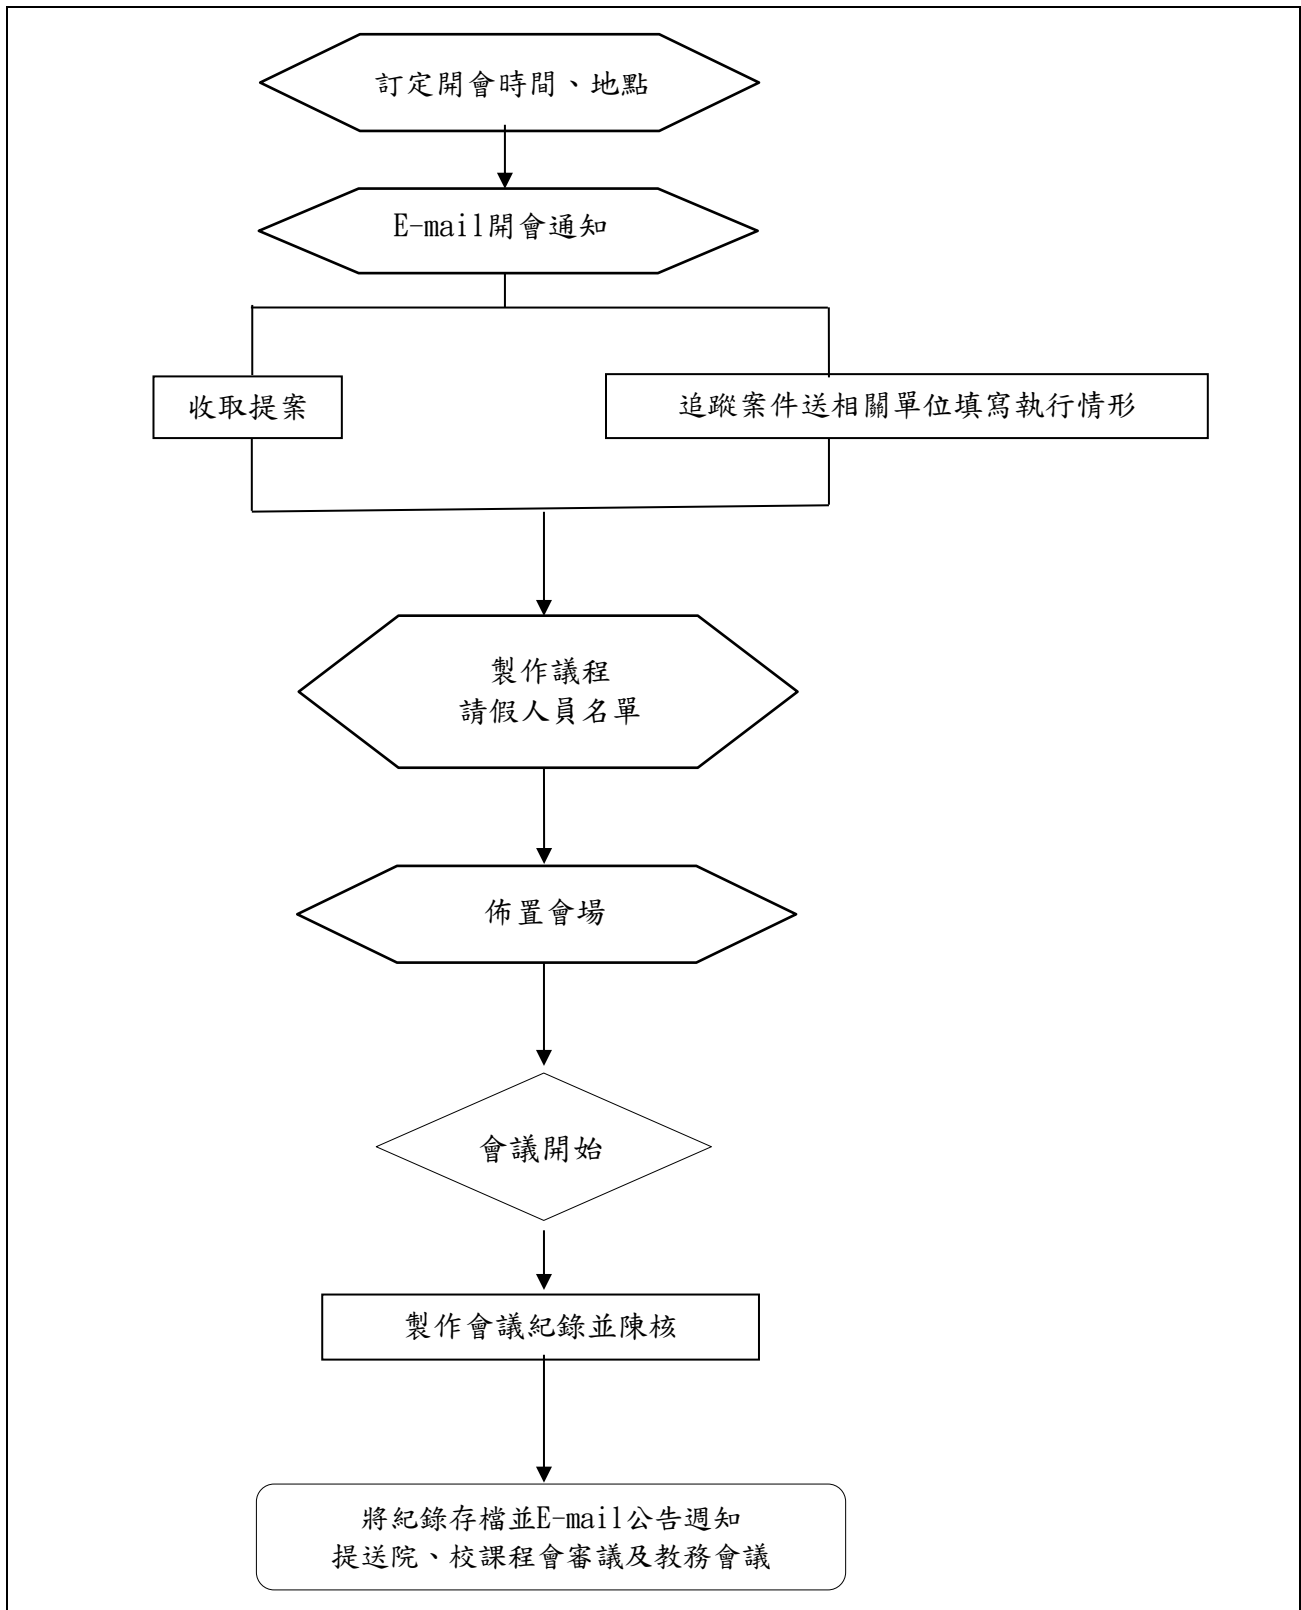 訂定開會時間、地點
E-mail開會通知
收取提案
追蹤案件送相關單位填寫執行情形
製作議程
請假人員名單
佈置會場
會議開始
製作會議紀錄並陳核
將紀錄存檔並E-mail公告週知
提送院、校課程會審議及教務會議